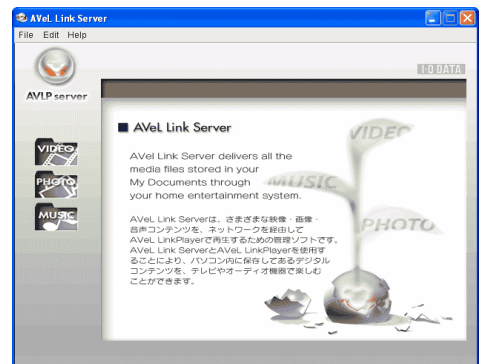 AVeL Link Server
File Edit Help
I-O DATA
AVLP server
VIDEO
PHOTO
MUSIC
■ AVeL Link Server
AVel Link Server delivers all the
media files stored in your
My Documents through
your home entertainment system.
AVeL Link Serverは、さまざまな映像・画像・
音声コンテンツを、ネットワークを経由して
AVeL LinkPlayerで再生するための管理ソフトです。
AVeL Link ServerとAVeL LinkPlayerを使用す
ることにより、パソコン内に保存してあるデジタル
コンテンツを、テレビやオーディオ機器で楽しむ
ことができます。
VIDEO
MUSIC
PHOTO